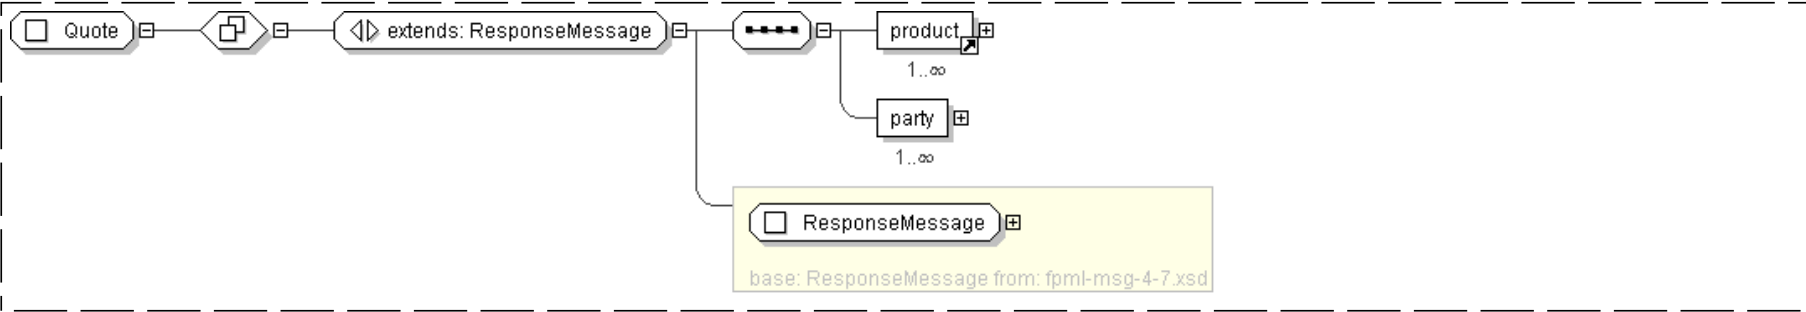 Quote extends: ResponseMessage product
1..∞
party
1..∞
ResponseMessage
base: ResponseMessage from: fpml-msg-4-7.xsd